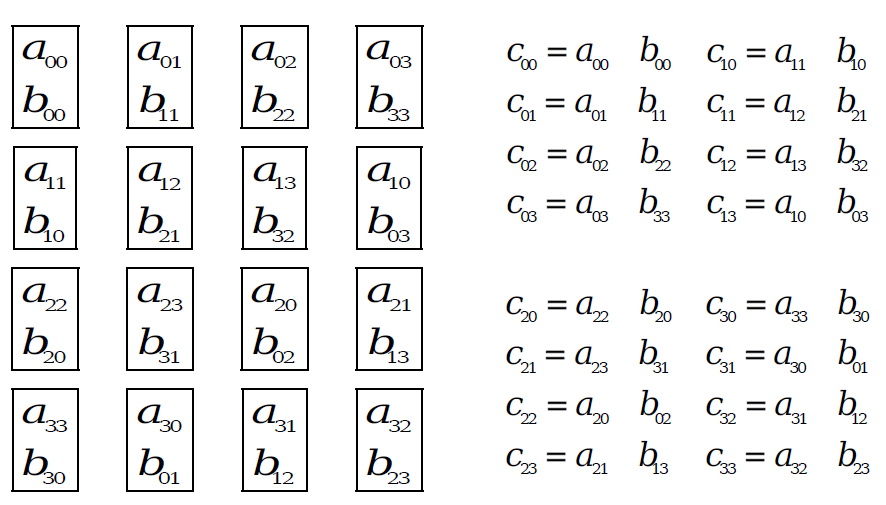 a₀₀ a₀₁ a₀₂ a₀₃
b₀₀ b₁₁ b₂₂ b₃₃
a₁₁ a₁₂ a₁₃ a₁₀
b₁₀ b₂₁ b₃₂ b₀₃
a₂₂ a₂₃ a₂₀ a₂₁
b₂₀ b₃₁ b₀₂ b₁₃
a₃₃ a₃₀ a₃₁ a₃₂
b₃₀ b₀₁ b₁₂ b₂₃
c₀₀ = a₀₀ b₀₀ c₁₀ = a₁₁ b₁₀
c₀₁ = a₀₁ b₁₁ c₁₁ = a₁₂ b₂₁
c₀₂ = a₀₂ b₂₂ c₁₂ = a₁₃ b₃₂
c₀₃ = a₀₃ b₃₃ c₁₃ = a₁₀ b₀₃
c₂₀ = a₂₂ b₂₀ c₃₀ = a₃₃ b₃₀
c₂₁ = a₂₃ b₃₁ c₃₁ = a₃₀ b₀₁
c₂₂ = a₂₀ b₀₂ c₃₂ = a₃₁ b₁₂
c₂₃ = a₂₁ b₁₃ c₃₃ = a₃₂ b₂₃